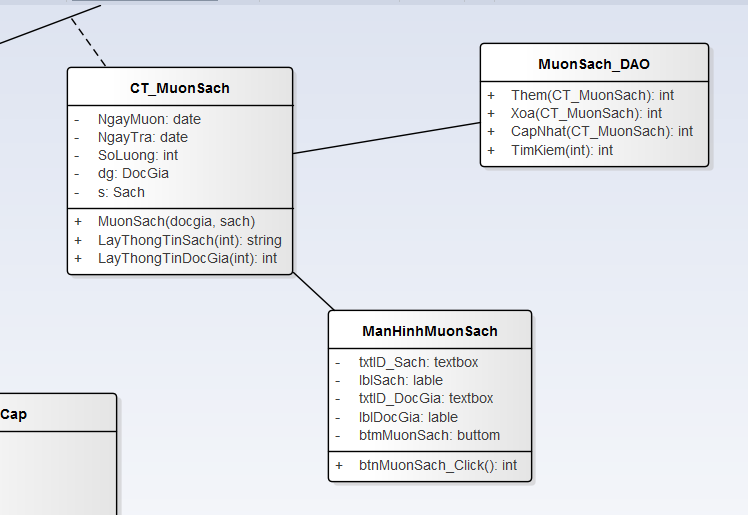 CT_MuonSach
- NgayMuon: date
- NgayTra: date
- SoLuong: int
- dg: DocGia
- s: Sach
+ MuonSach(docgia, sach)
+ LayThongTinSach(int): string
+ LayThongTinDocGia(int): int
MuonSach_DAO
+ Them(CT_MuonSach): int
+ Xoa(CT_MuonSach): int
+ CapNhat(CT_MuonSach): int
+ TimKiem(int): int
ManHinhMuonSach
- txtID_Sach: textbox
- lblSach: lable
- txtID_DocGia: textbox
- lblDocGia: lable
- btmMuonSach: buttom
+ btnMuonSach_Click(): int
Cap